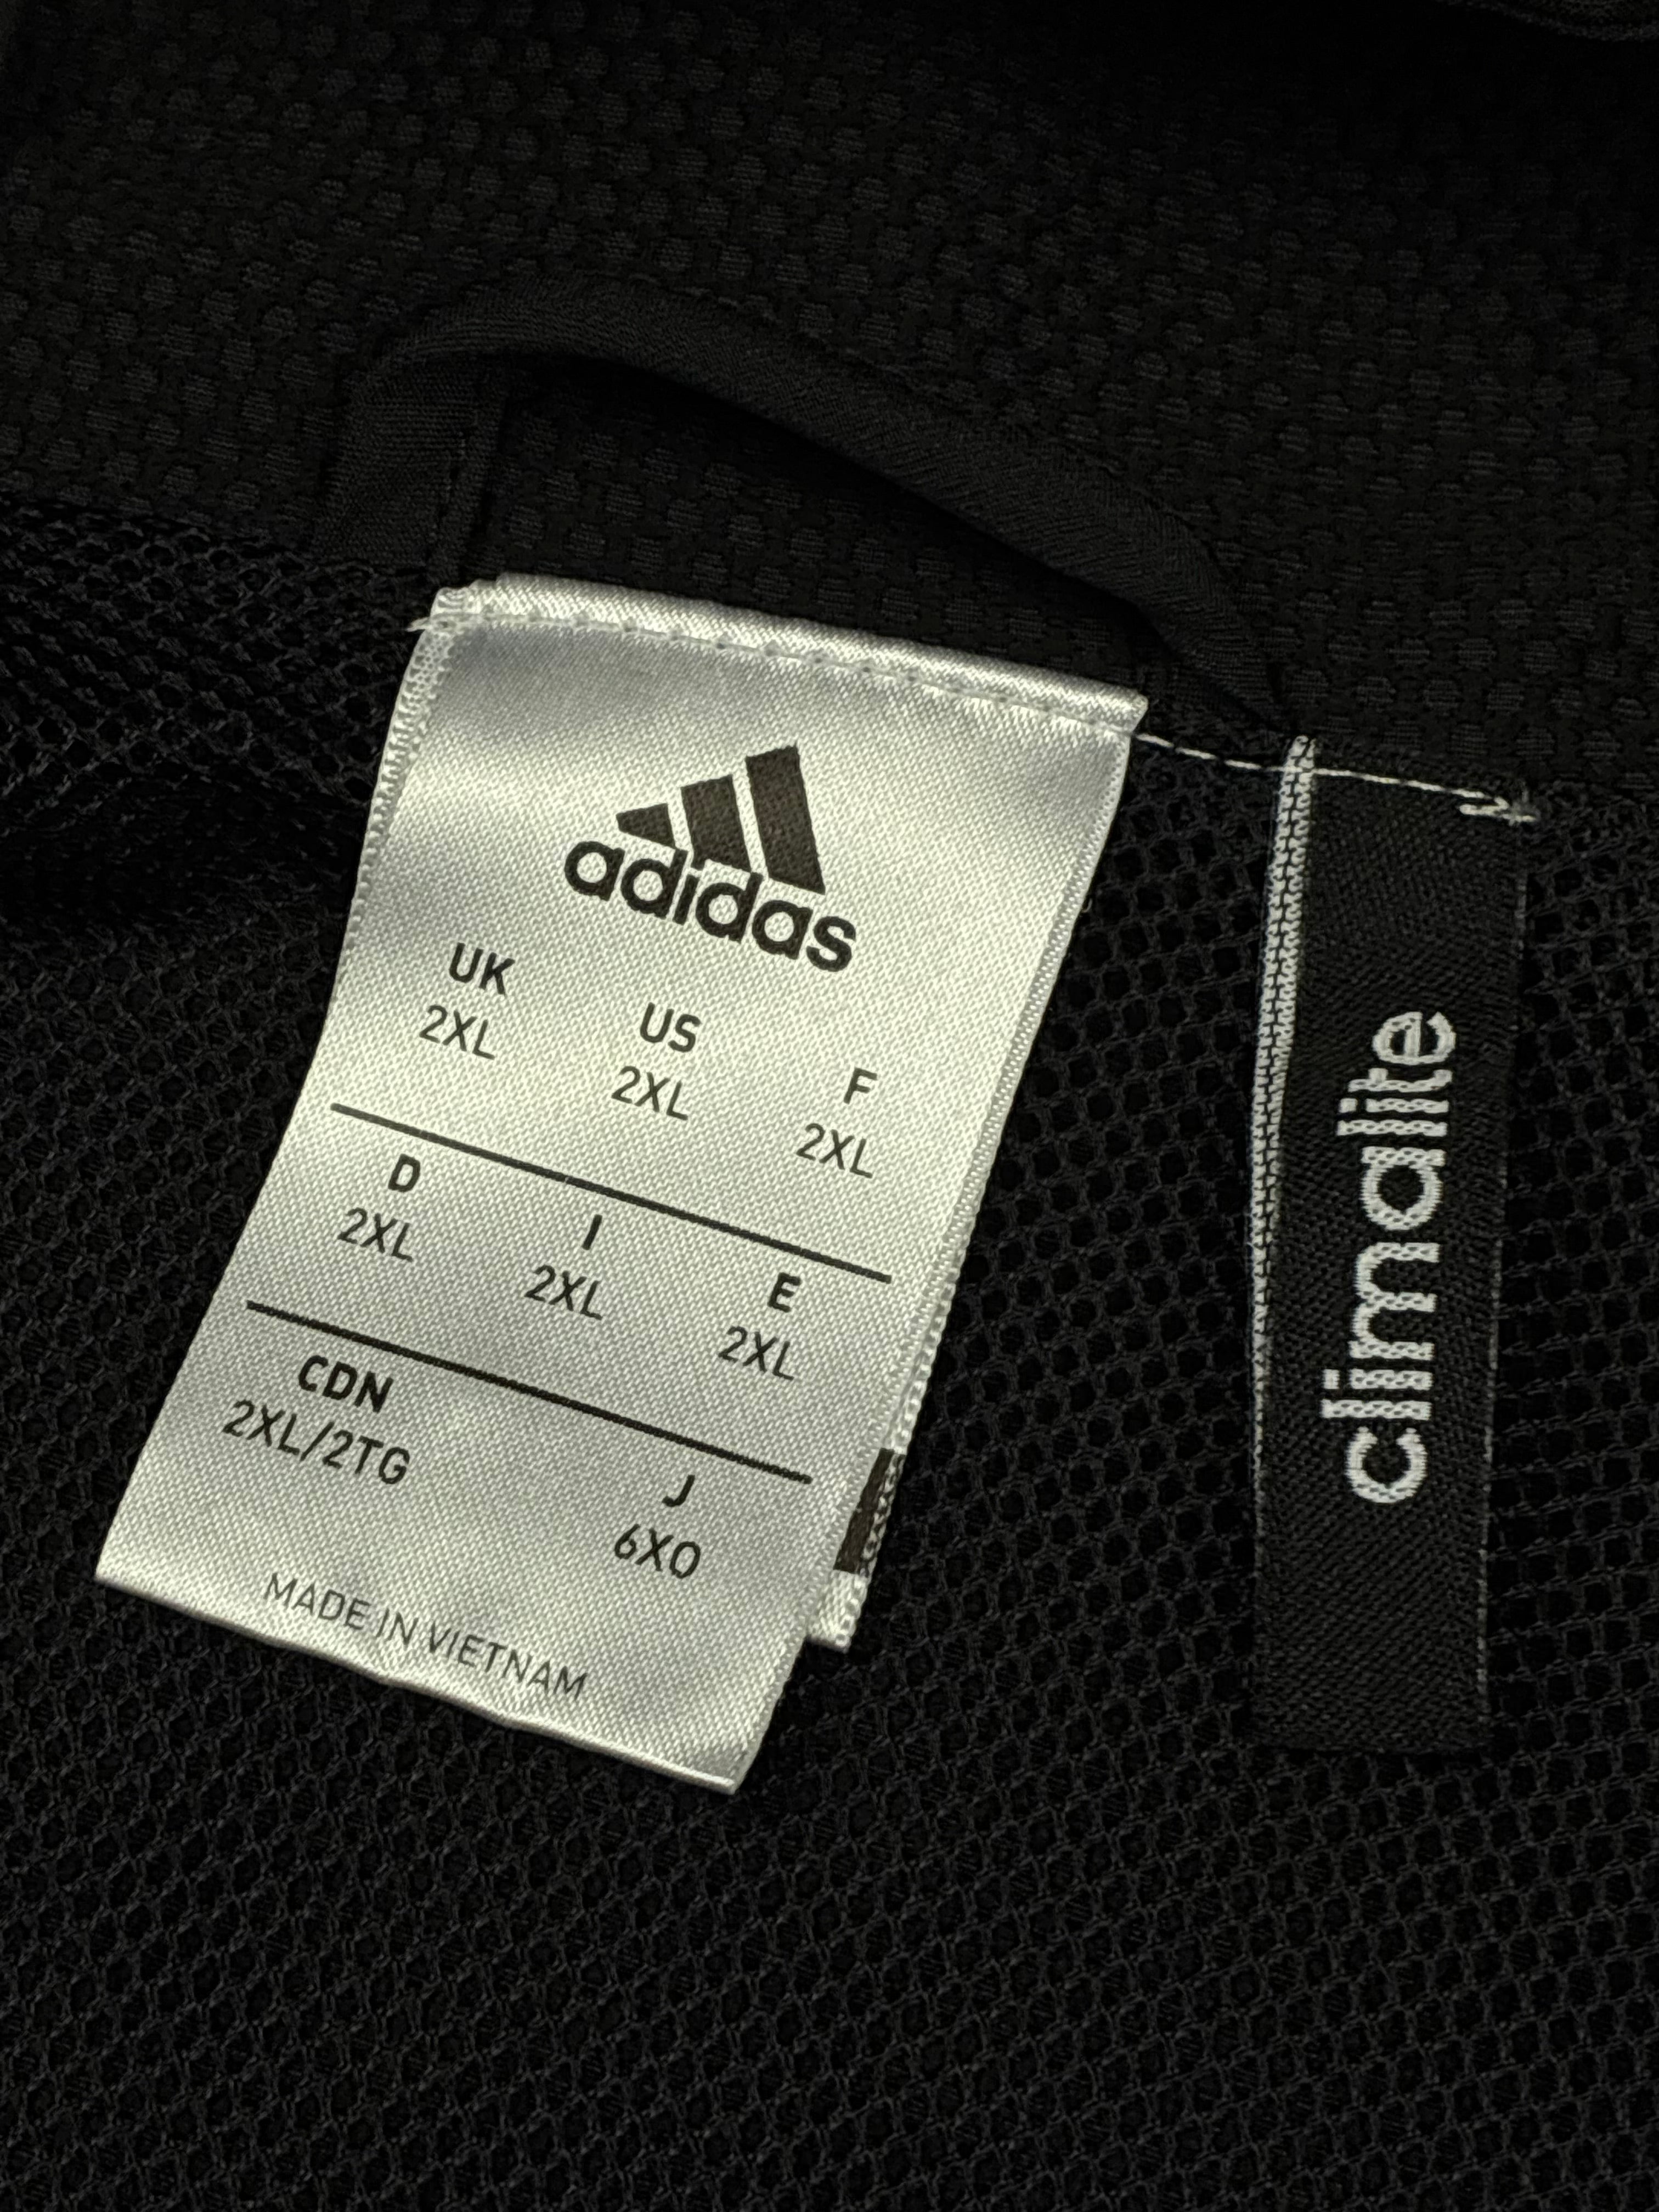 adidas
UK US F
2XL 2XL 2XL
D I E
2XL 2XL 2XL
CDN J
2XL/2TG 6XO
MADE IN VIETNAM
climalite